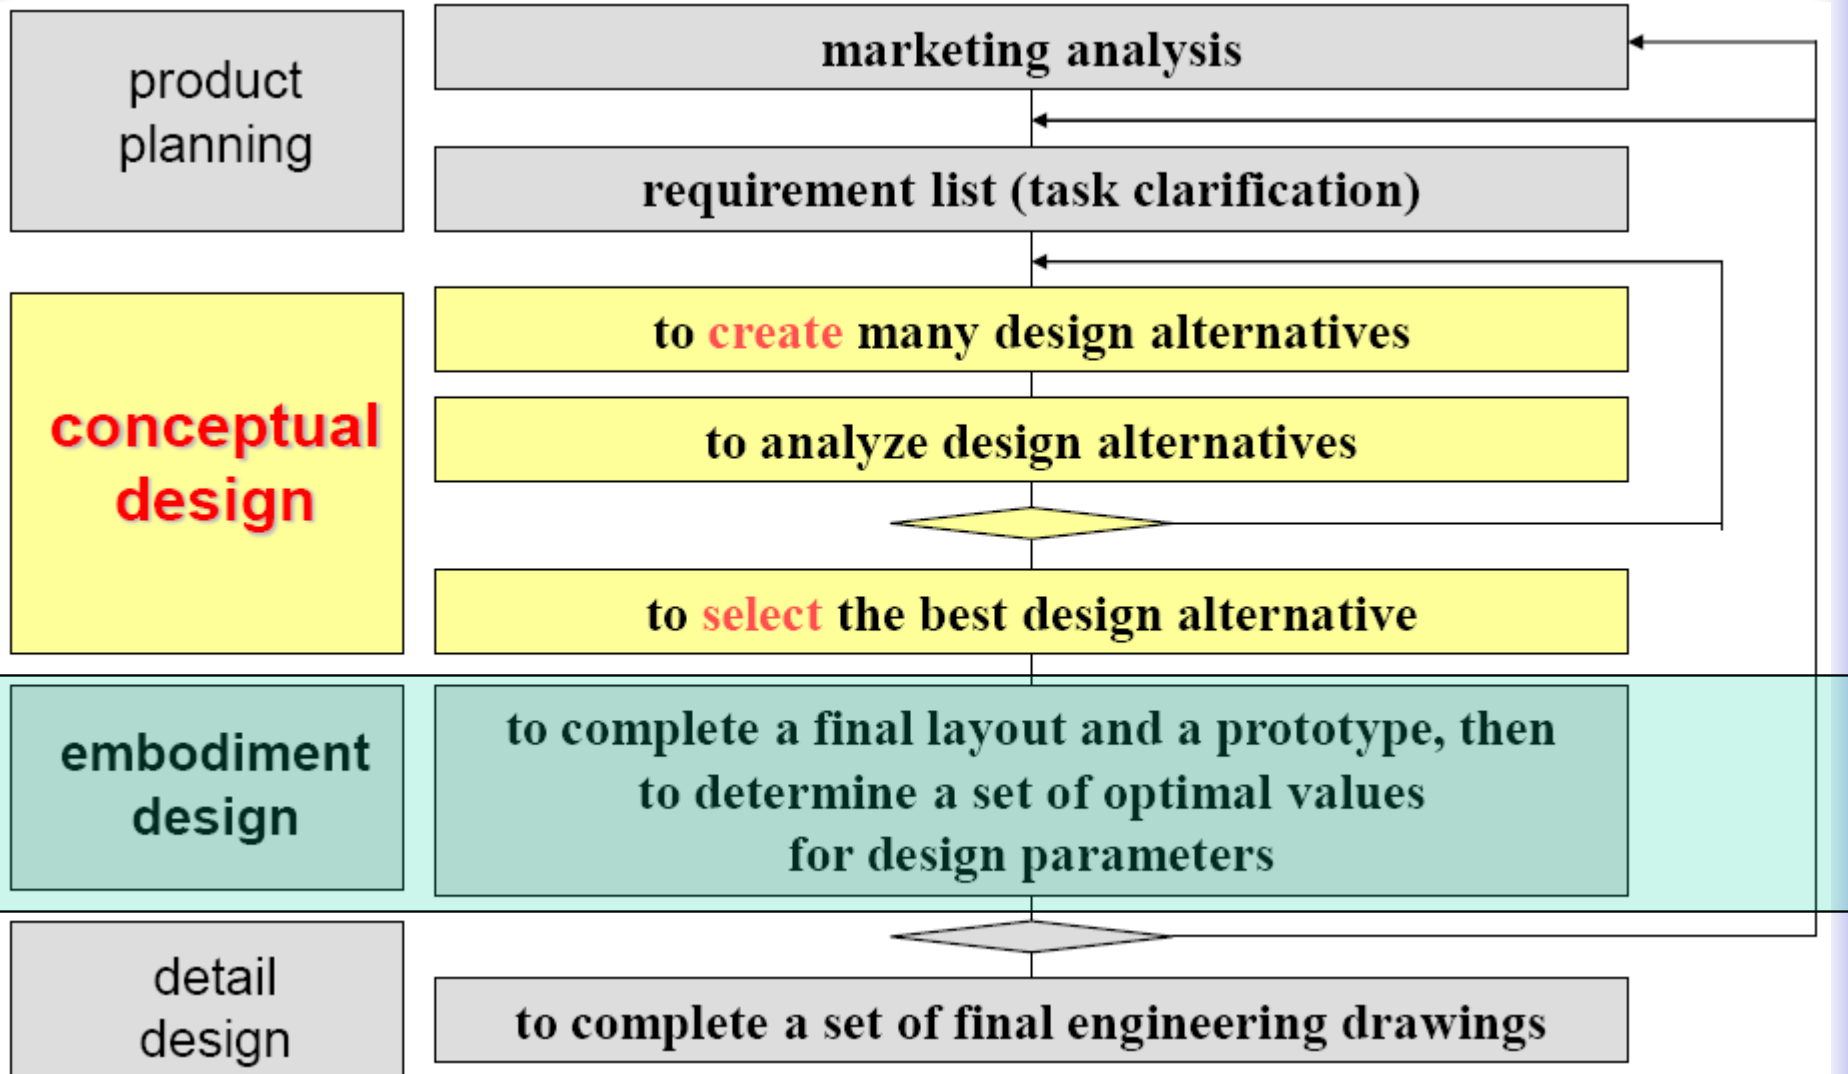 product
planning
marketing analysis
requirement list (task clarification)
conceptual
design
to create many design alternatives
to analyze design alternatives
to select the best design alternative
embodiment
design
to complete a final layout and a prototype, then
to determine a set of optimal values
for design parameters
detail
design
to complete a set of final engineering drawings